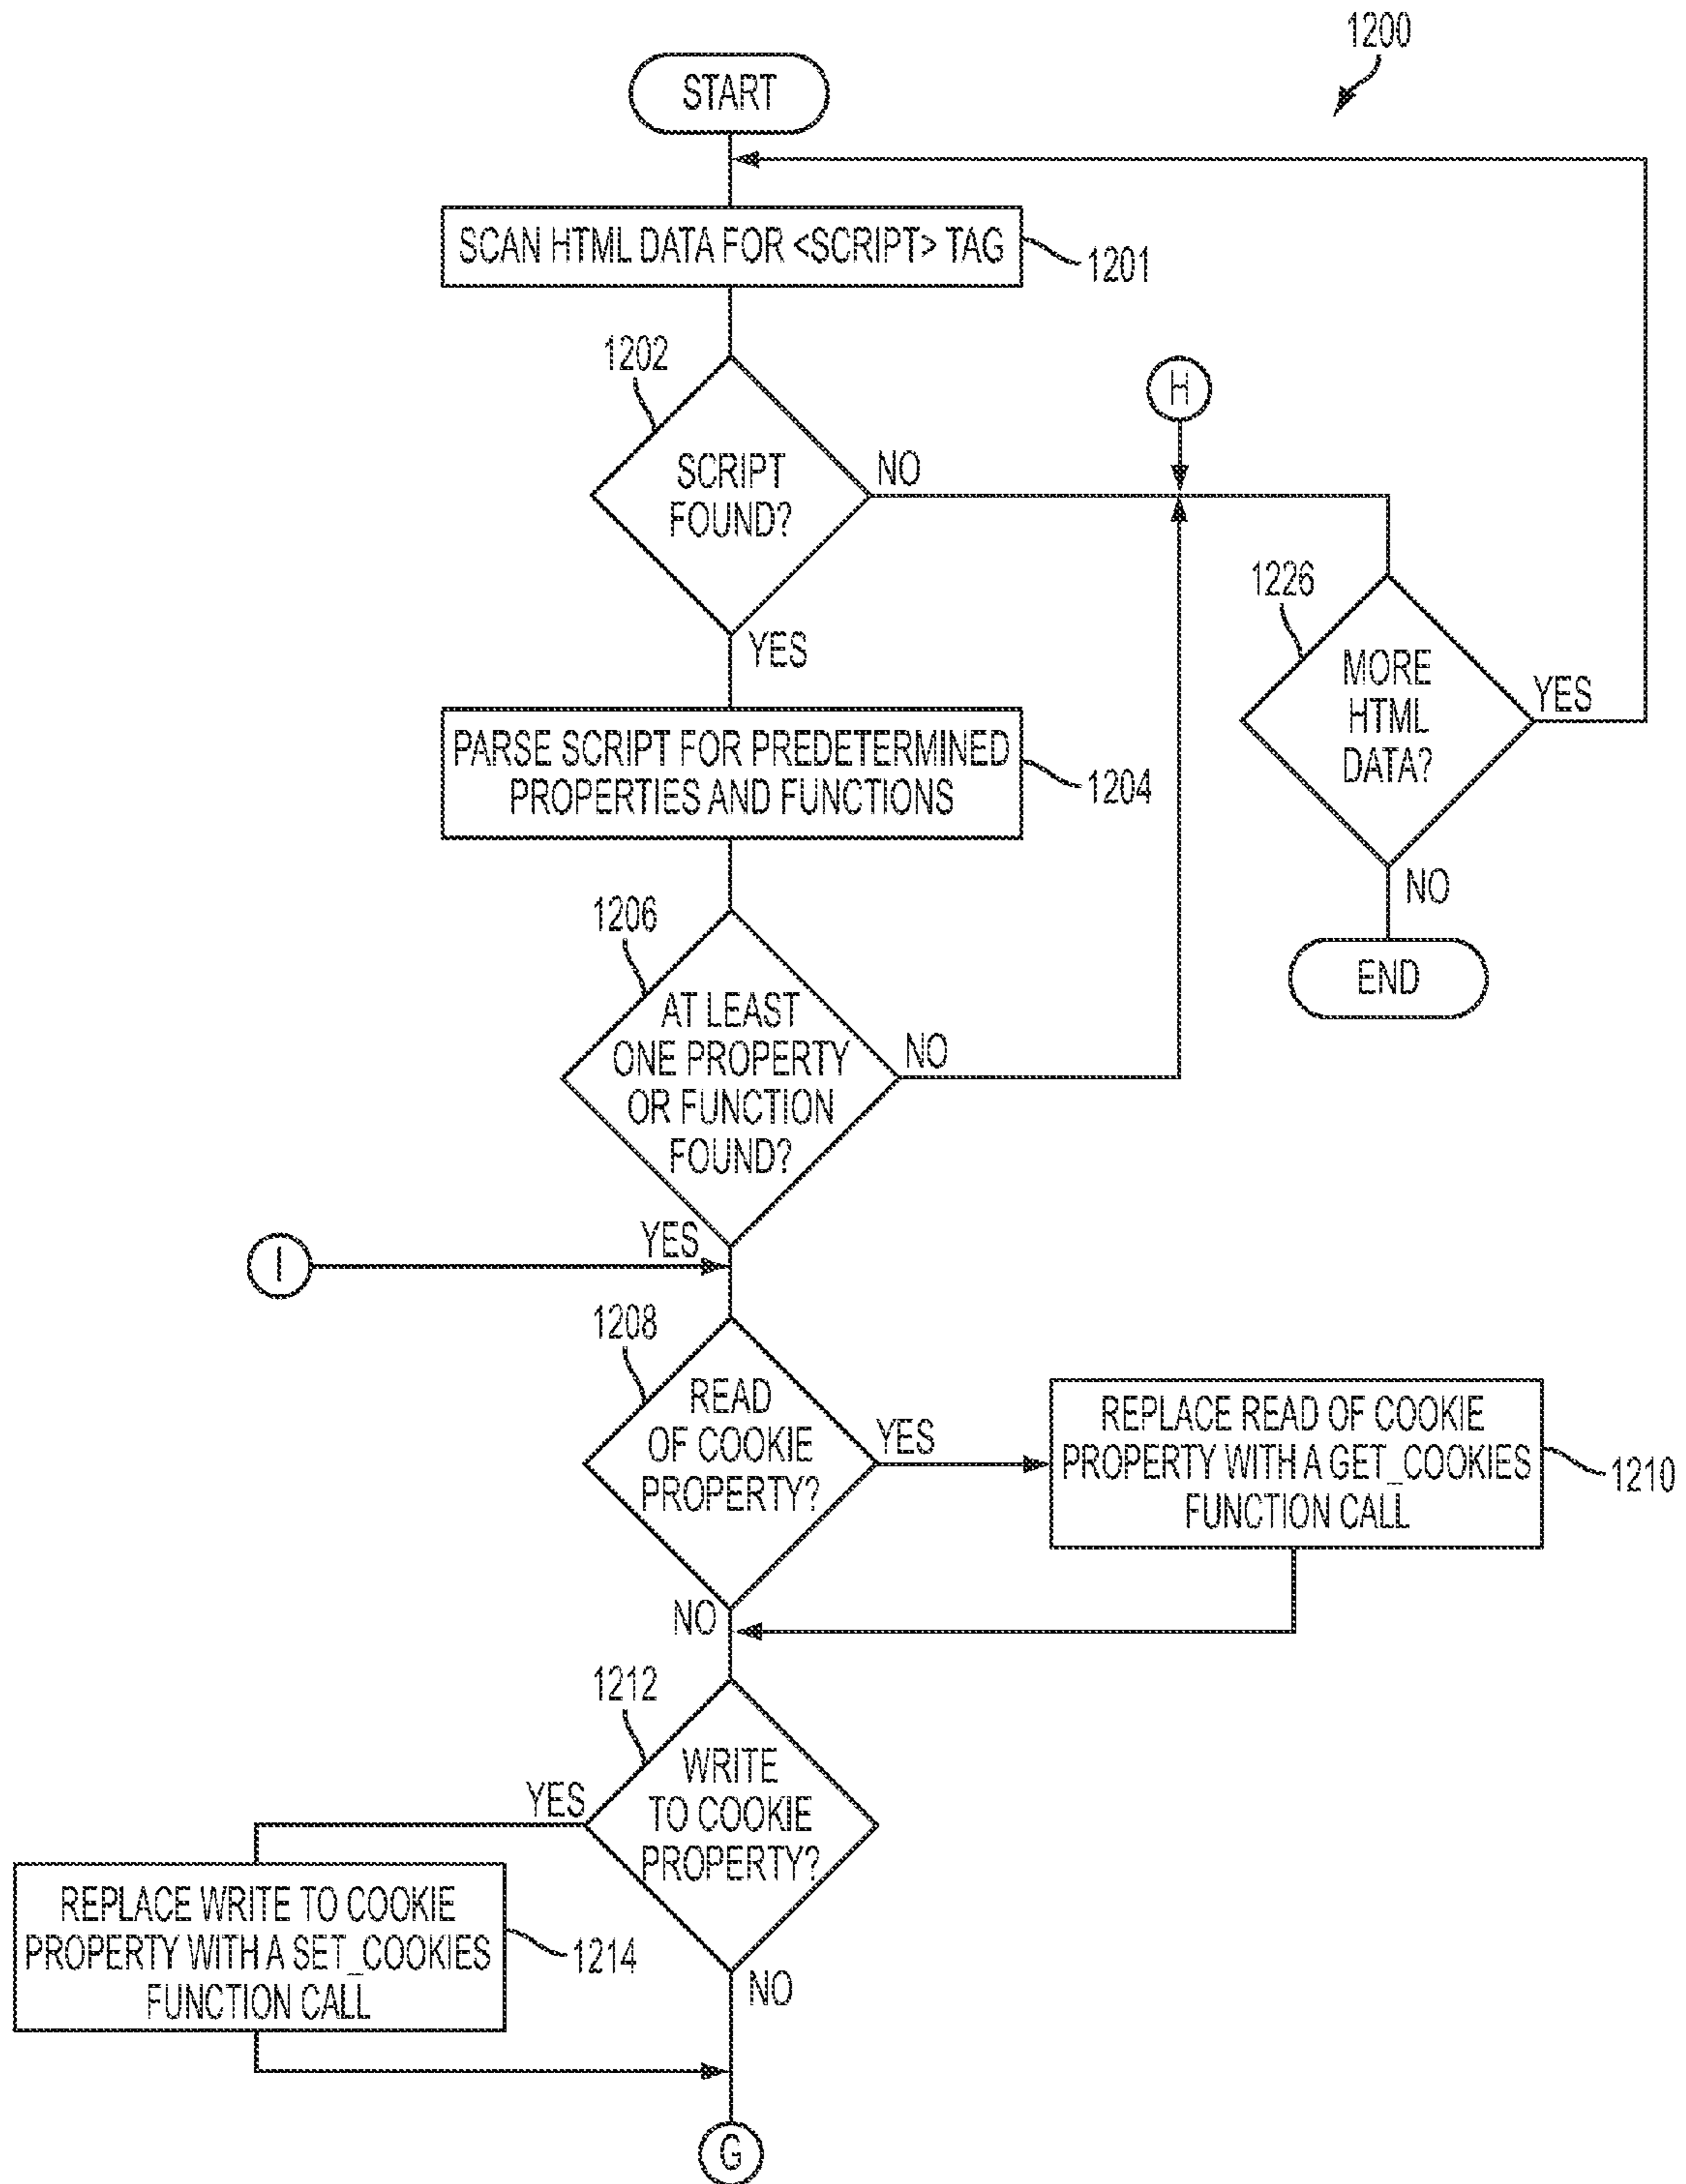 1200
START
SCAN HTML DATA FOR <SCRIPT> TAG
1201
1202
H
SCRIPT
FOUND?
NO
YES
1226
MORE
HTML
DATA?
YES
NO
END
PARSE SCRIPT FOR PREDETERMINED
PROPERTIES AND FUNCTIONS
1204
1206
AT LEAST
ONE PROPERTY
OR FUNCTION
FOUND?
NO
YES
I
1208
READ
OF COOKIE
PROPERTY?
YES
NO
REPLACE READ OF COOKIE
PROPERTY WITH A GET_COOKIES
FUNCTION CALL
1210
1212
WRITE
TO COOKIE
PROPERTY?
YES
NO
REPLACE WRITE TO COOKIE
PROPERTY WITH A SET_COOKIES
FUNCTION CALL
1214
G